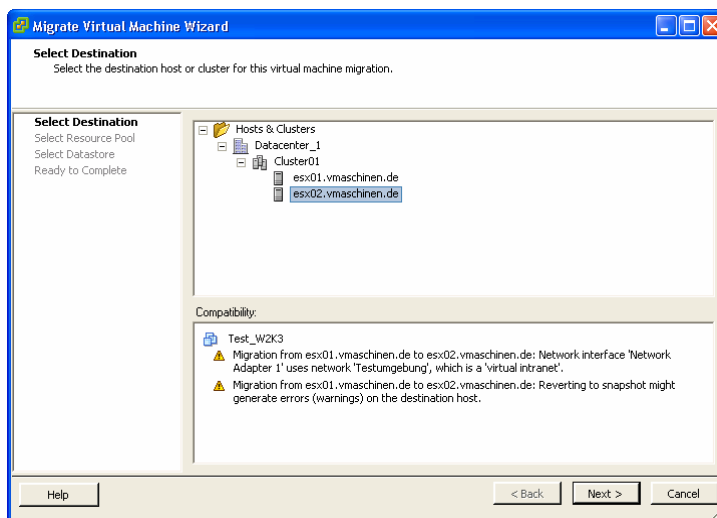 Migrate Virtual Machine Wizard
Select Destination
Select the destination host or cluster for this virtual machine migration.
Select Destination
Select Resource Pool
Select Datastore
Ready to Complete
Hosts & Clusters
Datacenter_1
Cluster01
esx01.vmaschinen.de
esx02.vmaschinen.de
Compatibility:
Test_W2K3
Migration from esx01.vmaschinen.de to esx02.vmaschinen.de: Network interface 'Network
Adapter 1' uses network 'Testumgebung', which is a 'virtual intranet'.
Migration from esx01.vmaschinen.de to esx02.vmaschinen.de: Reverting to snapshot might
generate errors (warnings) on the destination host.
Help
< Back
Next >
Cancel